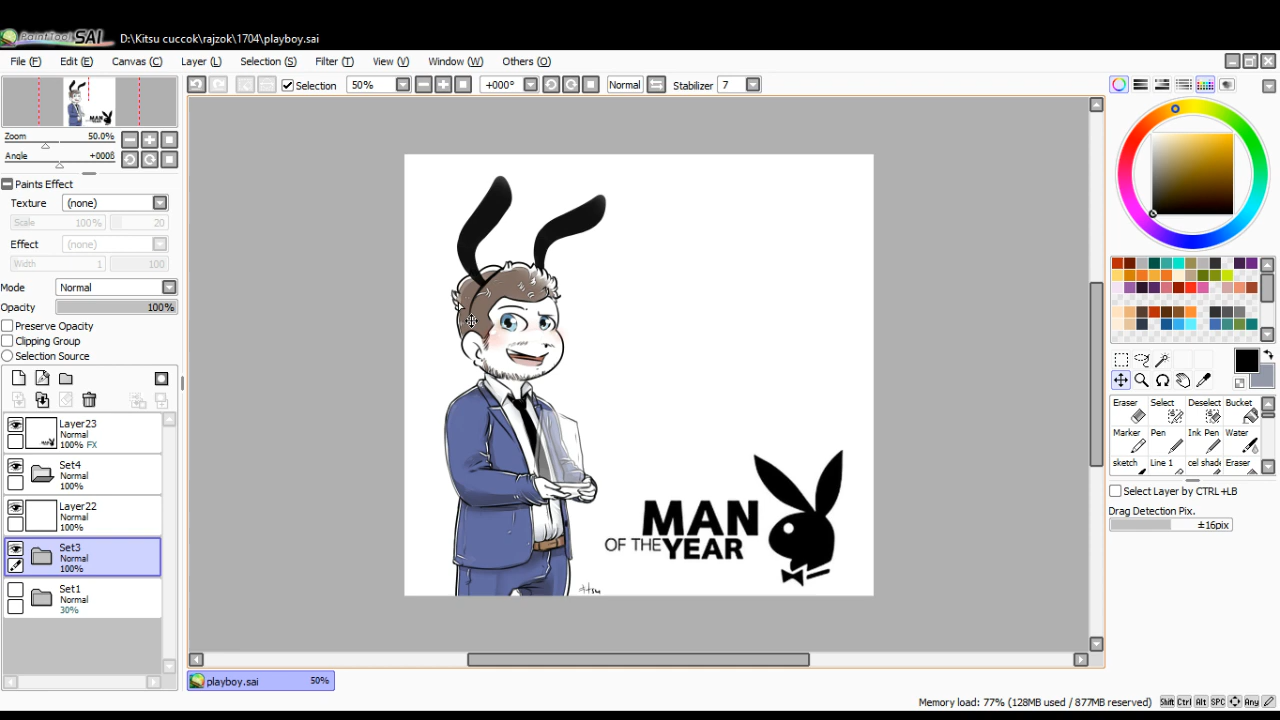 PaintTool SAI D:\Kitsu cuccok\rajzok\1704\playboy.sai
File (F) Edit (E) Canvas (C) Layer (L) Selection (S) Filter (T) View (V) Window (W) Others (O)
Selection 50% +000° Normal Stabilizer 7
Zoom 50.0%
Angle +0008
Paints Effect
Texture (none)
Scale 100% 20
Effect (none)
Width 1 100
Mode Normal
Opacity 100%
Preserve Opacity
Clipping Group
Selection Source
Layer23
Normal
100% FX
Set4
Normal
100%
Layer22
Normal
100%
Set3
Normal
100%
Set1
Normal
30%
MAN
OF THE YEAR
playboy.sai 50%
Eraser Select Deselect Bucket
Marker Pen Ink Pen Water
sketch Line 1 cel shade Eraser
Select Layer by CTRL+LB
Drag Detection Pix.
±16pix
Memory load: 77% (128MB used / 877MB reserved) Shift Ctrl Alt SPC Any